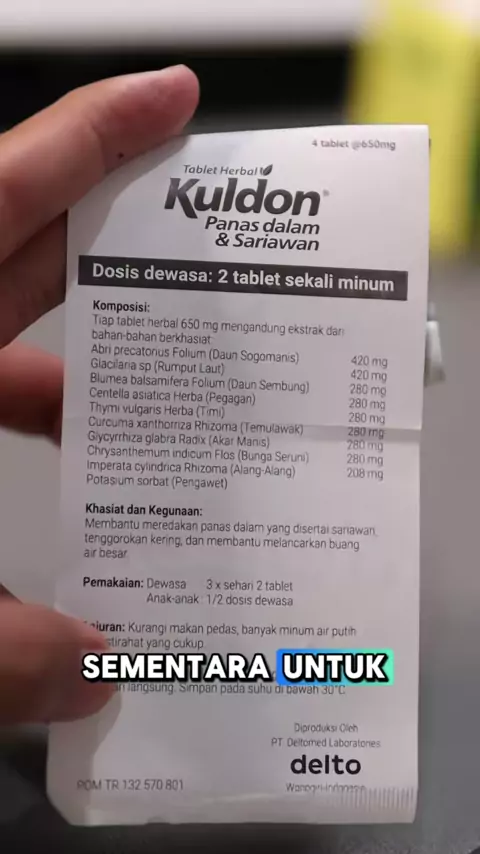 4 tablet @650mg
Tablet Herbal
Kuldon®
Panas dalam
& Sariawan
Dosis dewasa: 2 tablet sekali minum
Komposisi:
Tiap tablet herbal 650 mg mengandung ekstrak dari
bahan-bahan berkhasiat:
Abri precatorius Folium (Daun Sogomanis) 420 mg
Glacilaria sp (Rumput Laut) 420 mg
Blumea balsamifera Folium (Daun Sembung) 280 mg
Centella asiatica Herba (Pegagan) 280 mg
Thymi vulgaris Herba (Timi) 280 mg
Curcuma xanthorriza Rhizoma (Temulawak) 280 mg
Glycyrrhiza glabra Radix (Akar Manis) 280 mg
Chrysanthemum indicum Flos (Bunga Seruni) 280 mg
Imperata cylindrica Rhizoma (Alang-Alang) 208 mg
Potasium sorbat (Pengawet)
Khasiat dan Kegunaan:
Membantu meredakan panas dalam yang disertai sariawan,
tenggorokan kering, dan membantu melancarkan buang
air besar.
Pemakaian: Dewasa 3 x sehari 2 tablet
Anak-anak : 1/2 dosis dewasa
Kurangi makan pedas, banyak minum air putih
yang cukup
SEMENTARA UNTUK
langsung. Simpan pada suhu di bawah 30°C
Diproduksi Oleh
PT. Deltomed Laboratories
delto
Wonogiri-Indonesia
POM TR 132 570 801